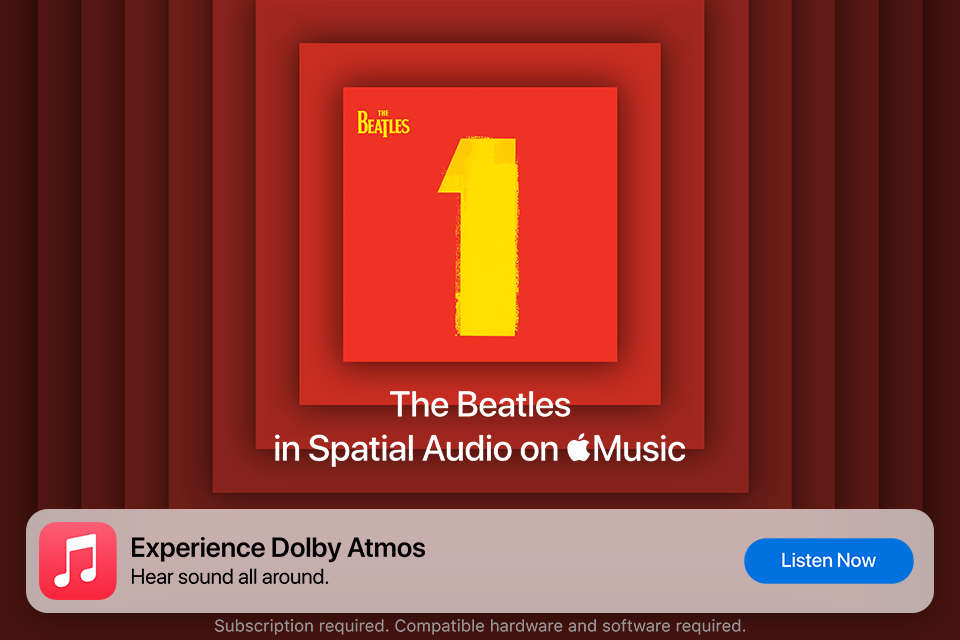 THE
BEATLES
1
The Beatles
in Spatial Audio on Music
Experience Dolby Atmos
Hear sound all around.
Listen Now
Subscription required. Compatible hardware and software required.